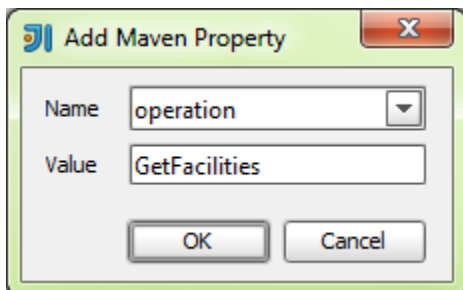 Add Maven Property
Name operation
Value GetFacilities
OK Cancel